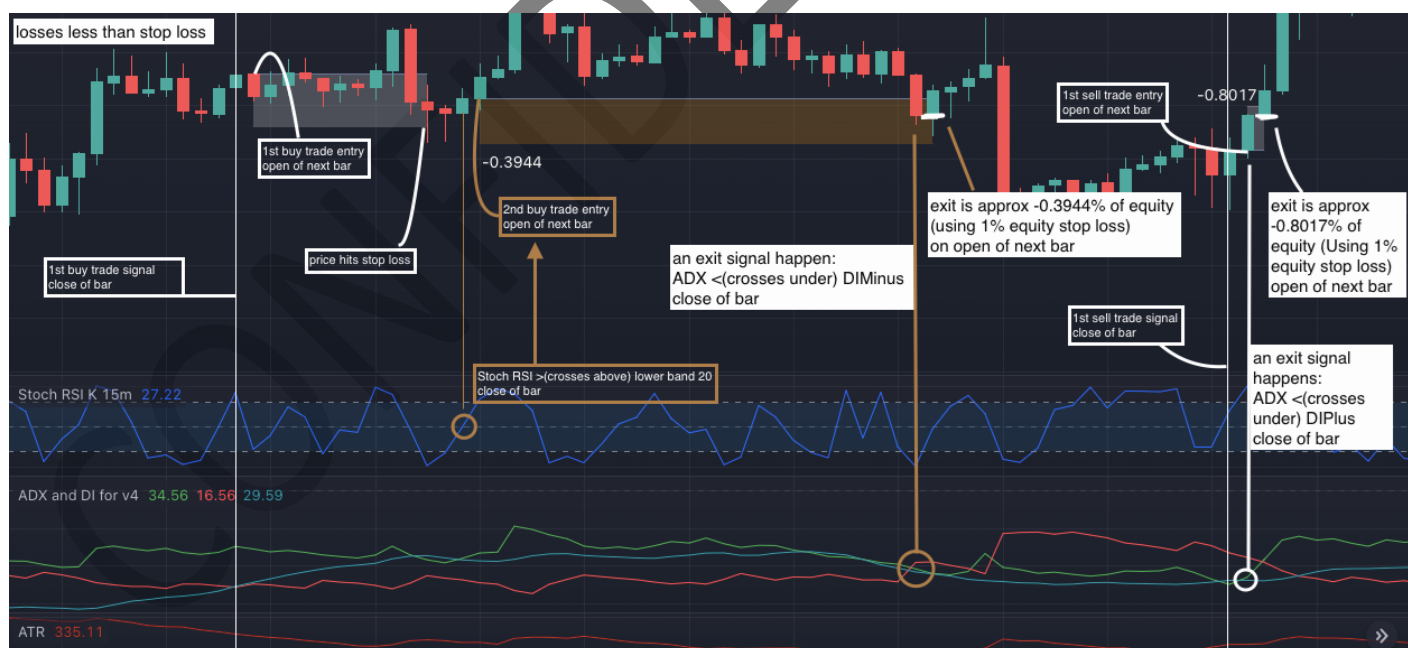 losses less than stop loss
1st buy trade entry
open of next bar
1st buy trade signal
close of bar
price hits stop loss
-0.3944
2nd buy trade entry
open of next bar
Stoch RSI >(crosses above) lower band 20
close of bar
an exit signal happen:
ADX <(crosses under) DIMinus
close of bar
exit is approx -0.3944% of equity
(using 1% equity stop loss)
on open of next bar
1st sell trade entry
open of next bar
-0.8017
1st sell trade signal
close of bar
exit is approx
-0.8017% of
equity (Using 1%
equity stop loss)
open of next bar
an exit signal
happens:
ADX <(crosses
under) DIPlus
close of bar
Stoch RSI K 15m 27.22
ADX and DI for v4 34.56 16.56 29.59
ATR 335.11